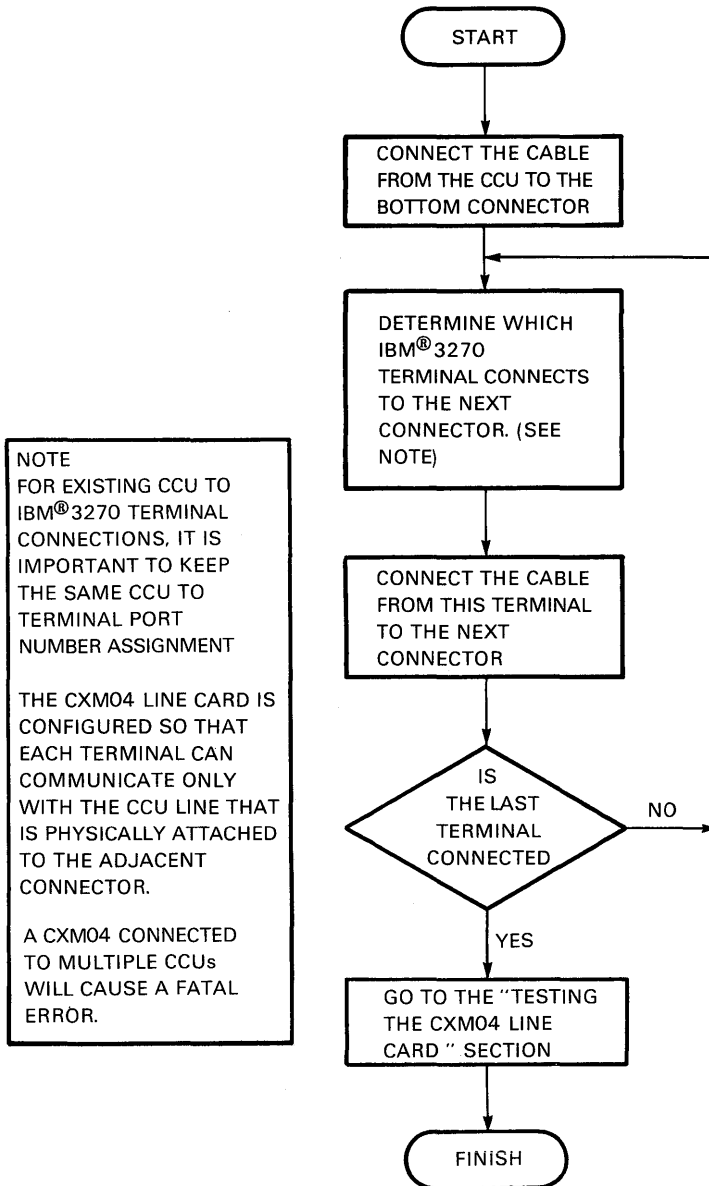 START
CONNECT THE CABLE
FROM THE CCU TO THE
BOTTOM CONNECTOR
DETERMINE WHICH
IBM® 3270
TERMINAL CONNECTS
TO THE NEXT
CONNECTOR. (SEE
NOTE)
NOTE
FOR EXISTING CCU TO
IBM® 3270 TERMINAL
CONNECTIONS, IT IS
IMPORTANT TO KEEP
THE SAME CCU TO
TERMINAL PORT
NUMBER ASSIGNMENT
THE CXM04 LINE CARD IS
CONFIGURED SO THAT
EACH TERMINAL CAN
COMMUNICATE ONLY
WITH THE CCU LINE THAT
IS PHYSICALLY ATTACHED
TO THE ADJACENT
CONNECTOR.
A CXM04 CONNECTED
TO MULTIPLE CCUs
WILL CAUSE A FATAL
ERROR.
CONNECT THE CABLE
FROM THIS TERMINAL
TO THE NEXT
CONNECTOR
IS
THE LAST
TERMINAL
CONNECTED
NO
YES
GO TO THE "TESTING
THE CXM04 LINE
CARD " SECTION
FINISH